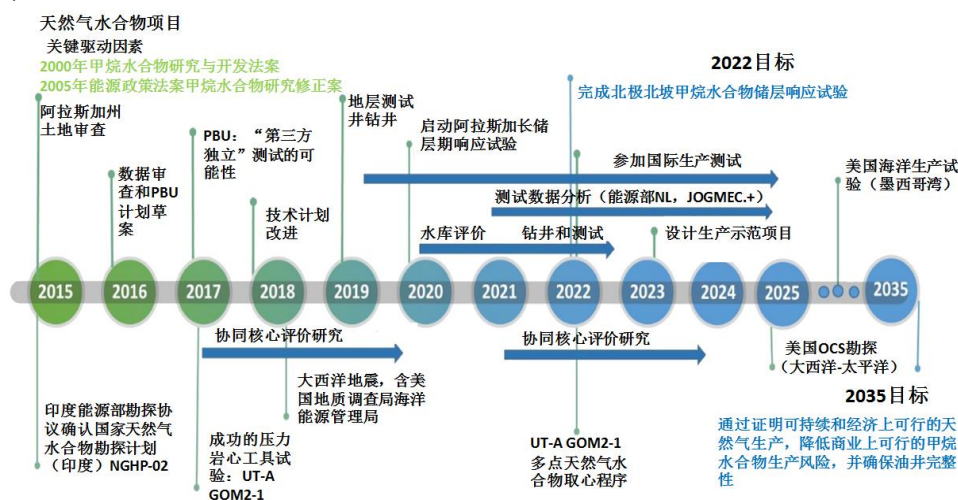 天然气水合物项目
关键驱动因素
2000年甲烷水合物研究与开发法案
2005年能源政策法案甲烷水合物研究修正案
阿拉斯加州
土地审查
数据审
查和PBU
计划草
案
PBU：“第三方
独立”测试的可
能性
技术计划
改进
地层测试
井钻井
启动阿拉斯加长储
层期响应试验
2022目标
完成北极北坡甲烷水合物储层响应试验
参加国际生产测试
测试数据分析（能源部NL，JOGMEC.+）
水库评价
钻井和测试
设计生产示范项目
美国海洋生产试
验（墨西哥湾）
2015
2016
2017
2018
2019
2020
2021
2022
2023
2024
2025
2035
协同核心评价研究
协同核心评价研究
印度能源部勘探协
议确认国家天然气
水合物勘探计划
（印度）NGHP-02
成功的压力
岩心工具试
验：UT-A
GOM2-1
大西洋地震，含美
国地质调查局海洋
能源管理局
UT-A GOM2-1
多点天然气水
合物取心程序
美国OCS勘探
（大西洋-太平洋）
2035目标
通过证明可持续和经济上可行的天
然气生产，降低商业上可行的甲烷
水合物生产风险，并确保油井完整
性